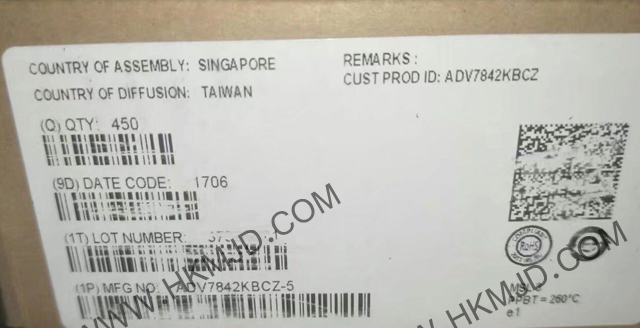 COUNTRY OF ASSEMBLY: SINGAPORE
COUNTRY OF DIFFUSION: TAIWAN
REMARKS :
CUST PROD ID: ADV7842KBCZ
(Q) QTY: 450
(9D) DATE CODE: 1706
(1T) LOT NUMBER:
(1P) MFG NO: ADV7842KBCZ-5
RoHS
PPBT = 260°C
e1
WWW.HKMJD.COM
WWW.HKMJD.COM